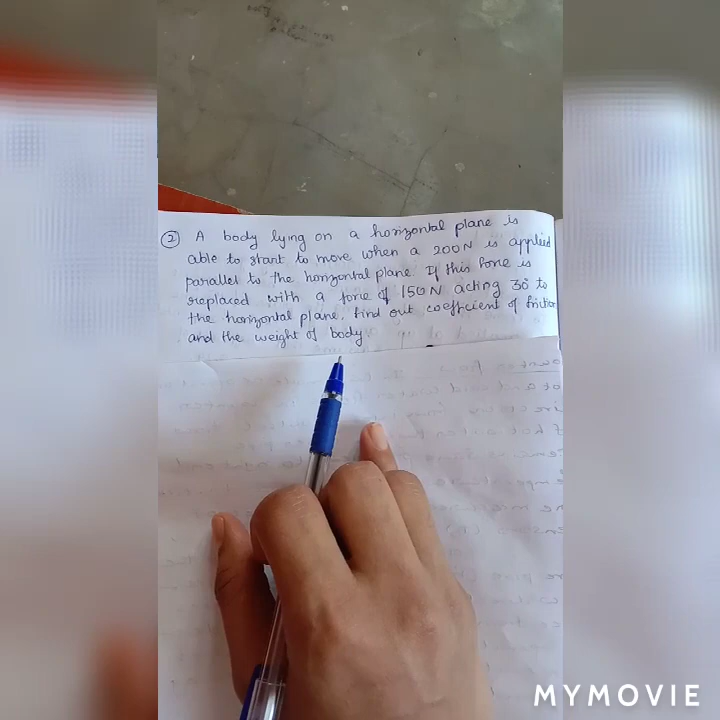 ② A body lying on a horizontal plane is
able to start to move when a 200N is applied
parallel to the horizontal plane If this force is
replaced with a force of 150N acting 30° to
the horizontal plane. find out coefficient of friction
and the weight of body.
MYMOVIE